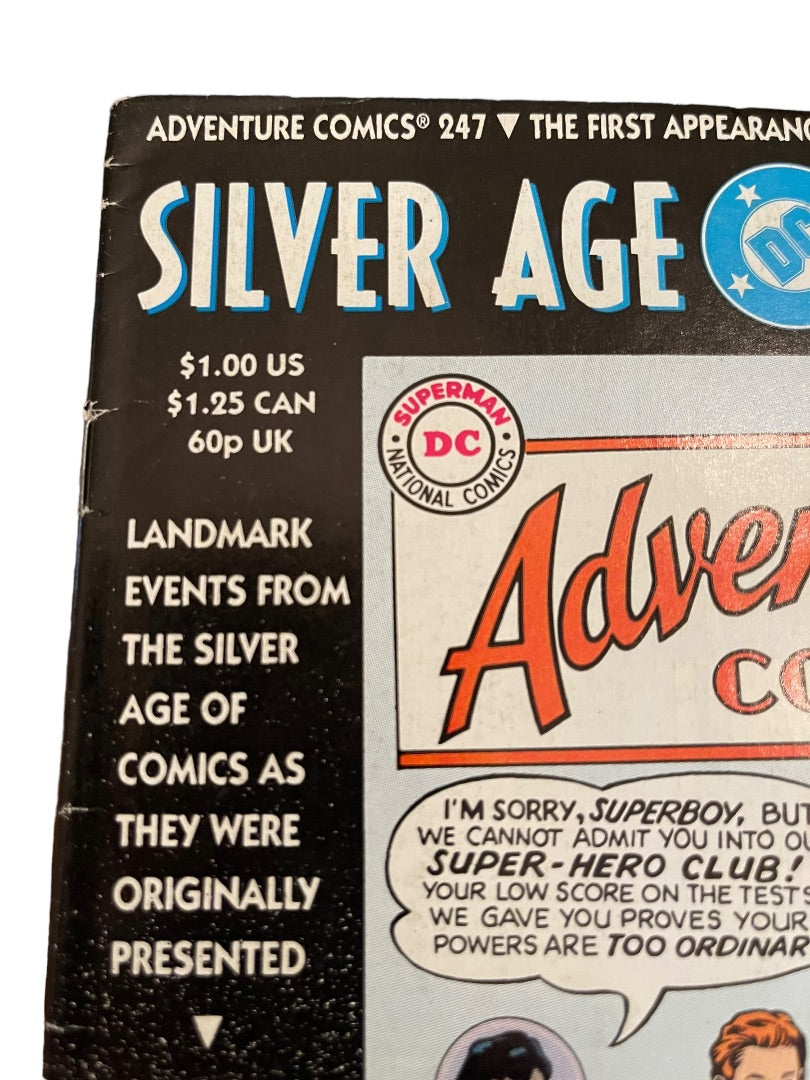 ADVENTURE COMICS® 247 ▼ THE FIRST APPEARANC
SILVER AGE
DC
$1.00 US
$1.25 CAN
60p UK
LANDMARK
EVENTS FROM
THE SILVER
AGE OF
COMICS AS
THEY WERE
ORIGINALLY
PRESENTED
SUPERMAN
DC
NATIONAL COMICS
Adven
CO
I'M SORRY, SUPERBOY, BUT
WE CANNOT ADMIT YOU INTO OU
SUPER-HERO CLUB!
YOUR LOW SCORE ON THE TESTS
WE GAVE YOU PROVES YOUR
POWERS ARE TOO ORDINAR